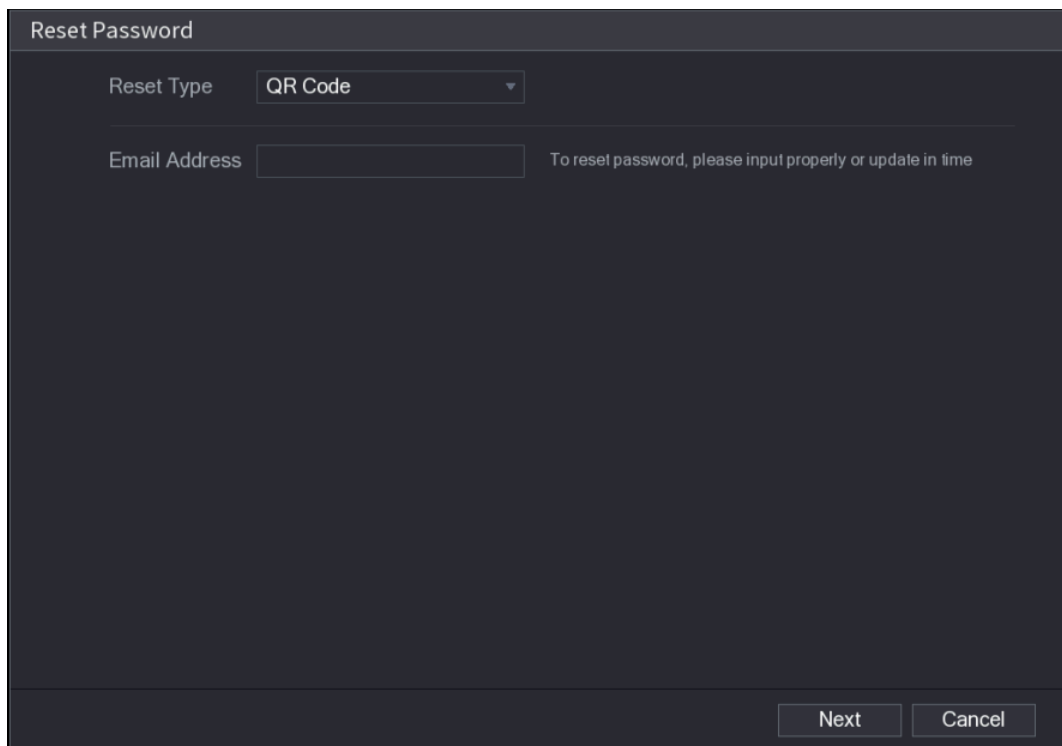 Reset Password
Reset Type QR Code
Email Address To reset password, please input properly or update in time
Next Cancel